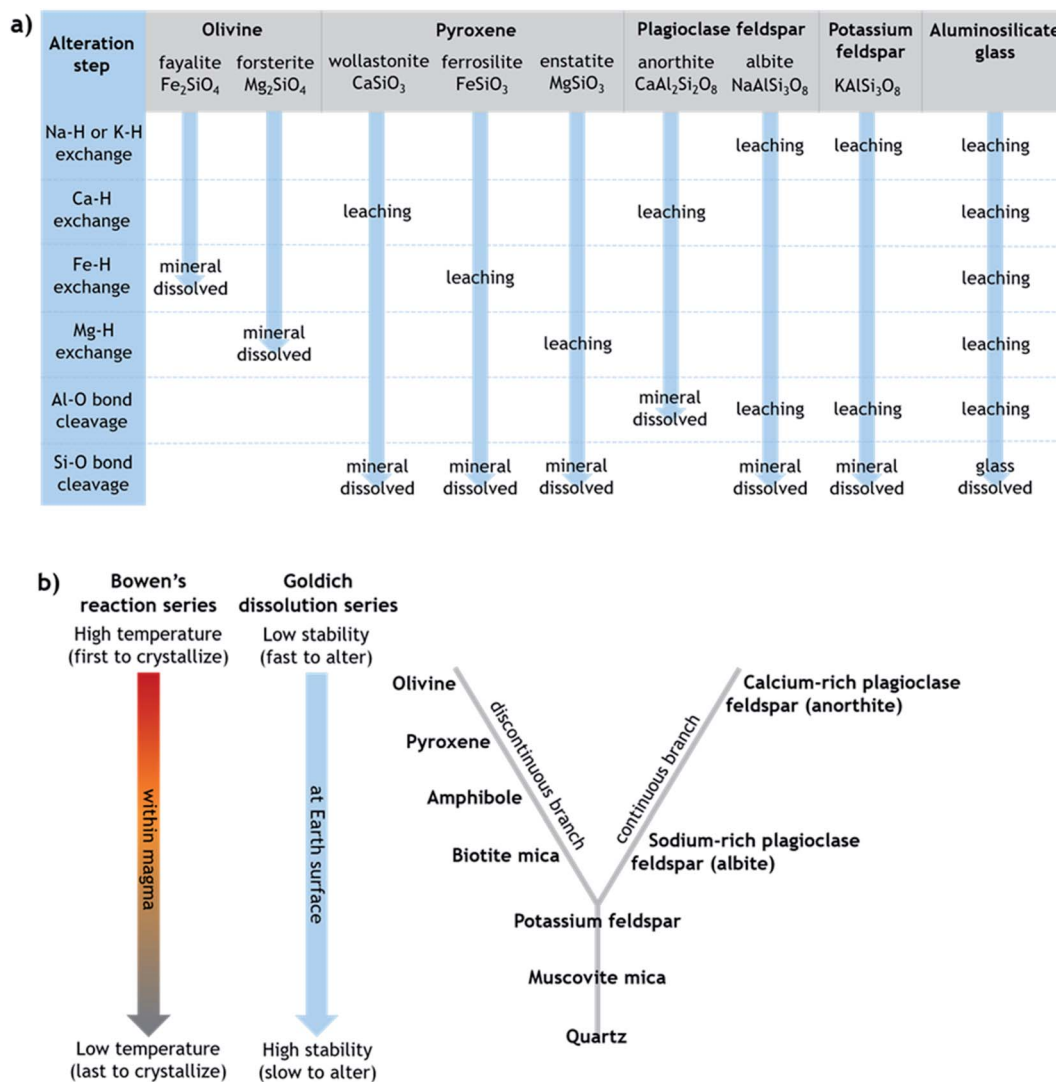 a)
Alteration step
Olivine
Pyroxene
Plagioclase feldspar
Potassium feldspar
Aluminosilicate glass
fayalite
Fe₂SiO₄
forsterite
Mg₂SiO₄
wollastonite
CaSiO₃
ferrosilite
FeSiO₃
enstatite
MgSiO₃
anorthite
CaAl₂Si₂O₈
albite
NaAlSi₃O₈
KAlSi₃O₈
Na-H or K-H exchange
leaching
leaching
leaching
Ca-H exchange
leaching
leaching
leaching
Fe-H exchange
mineral dissolved
leaching
leaching
Mg-H exchange
mineral dissolved
leaching
leaching
Al-O bond cleavage
mineral dissolved
leaching
leaching
leaching
Si-O bond cleavage
mineral dissolved
mineral dissolved
mineral dissolved
mineral dissolved
mineral dissolved
glass dissolved
b)
Bowen's
reaction series
High temperature
(first to crystallize)
within magma
Low temperature
(last to crystallize)
Goldich
dissolution series
Low stability
(fast to alter)
at Earth surface
High stability
(slow to alter)
Olivine
Pyroxene
Amphibole
Biotite mica
discontinuous branch
continuous branch
Calcium-rich plagioclase
feldspar (anorthite)
Sodium-rich plagioclase
feldspar (albite)
Potassium feldspar
Muscovite mica
Quartz